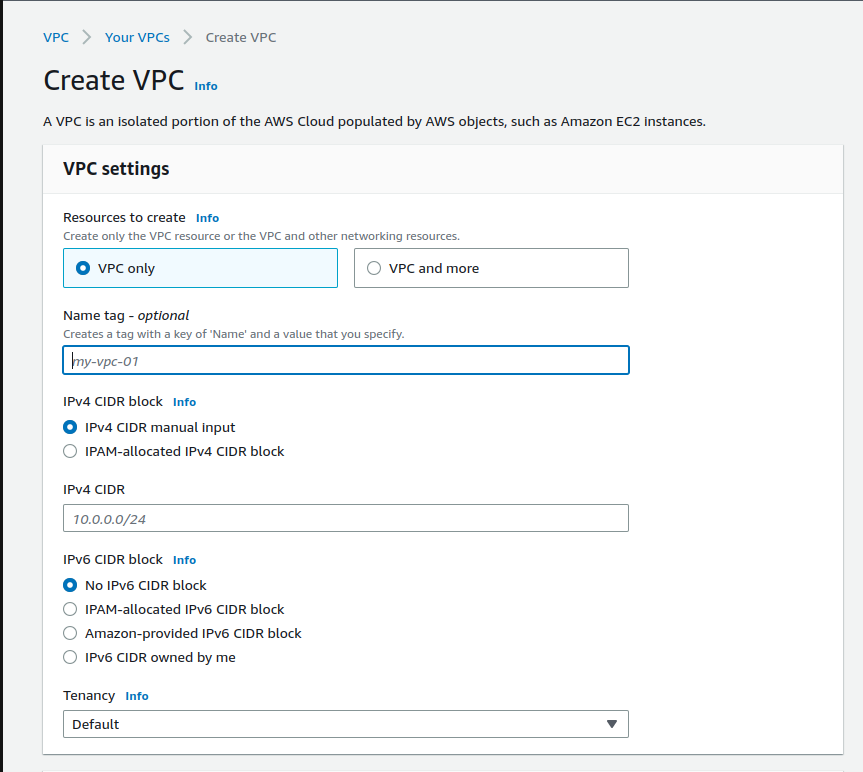 VPC > Your VPCs > Create VPC
Create VPC Info
A VPC is an isolated portion of the AWS Cloud populated by AWS objects, such as Amazon EC2 instances.
VPC settings
Resources to create Info
Create only the VPC resource or the VPC and other networking resources.
VPC only VPC and more
Name tag - optional
Creates a tag with a key of 'Name' and a value that you specify.
my-vpc-01
IPv4 CIDR block Info
IPv4 CIDR manual input
IPAM-allocated IPv4 CIDR block
IPv4 CIDR
10.0.0.0/24
IPv6 CIDR block Info
No IPv6 CIDR block
IPAM-allocated IPv6 CIDR block
Amazon-provided IPv6 CIDR block
IPv6 CIDR owned by me
Tenancy Info
Default